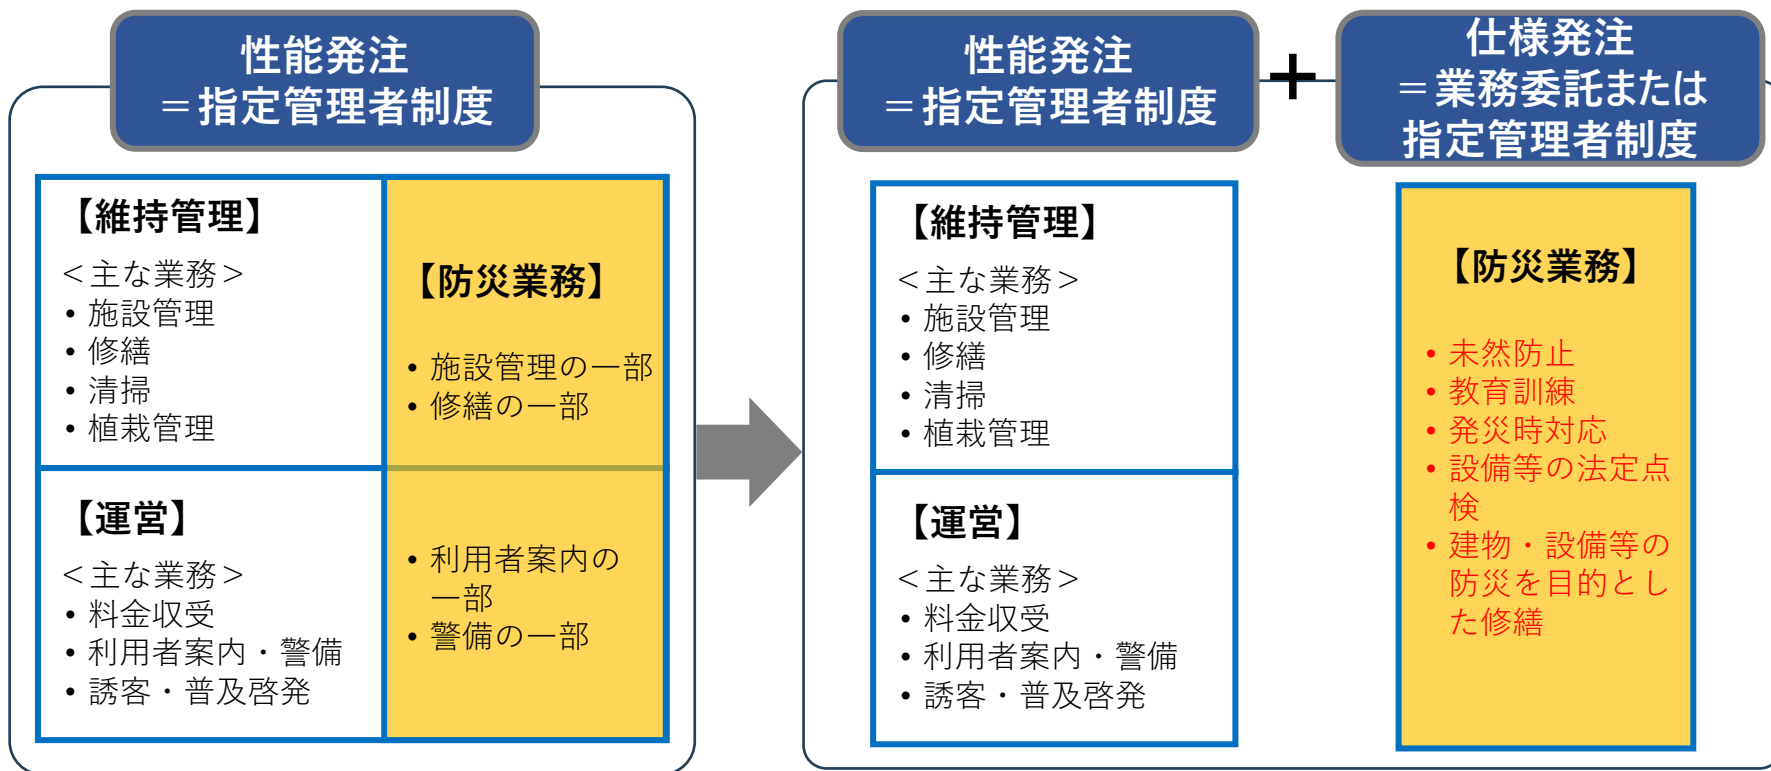 性能発注
＝指定管理者制度
【維持管理】
＜主な業務＞
• 施設管理
• 修繕
• 清掃
• 植栽管理
【防災業務】
• 施設管理の一部
• 修繕の一部
【運営】
＜主な業務＞
• 料金収受
• 利用者案内・警備
• 誘客・普及啓発
• 利用者案内の
一部
• 警備の一部
性能発注
＝指定管理者制度
＋
仕様発注
＝業務委託または
指定管理者制度
【維持管理】
＜主な業務＞
• 施設管理
• 修繕
• 清掃
• 植栽管理
【運営】
＜主な業務＞
• 料金収受
• 利用者案内・警備
• 誘客・普及啓発
【防災業務】
• 未然防止
• 教育訓練
• 発災時対応
• 設備等の法定点
検
• 建物・設備等の
防災を目的とし
た修繕